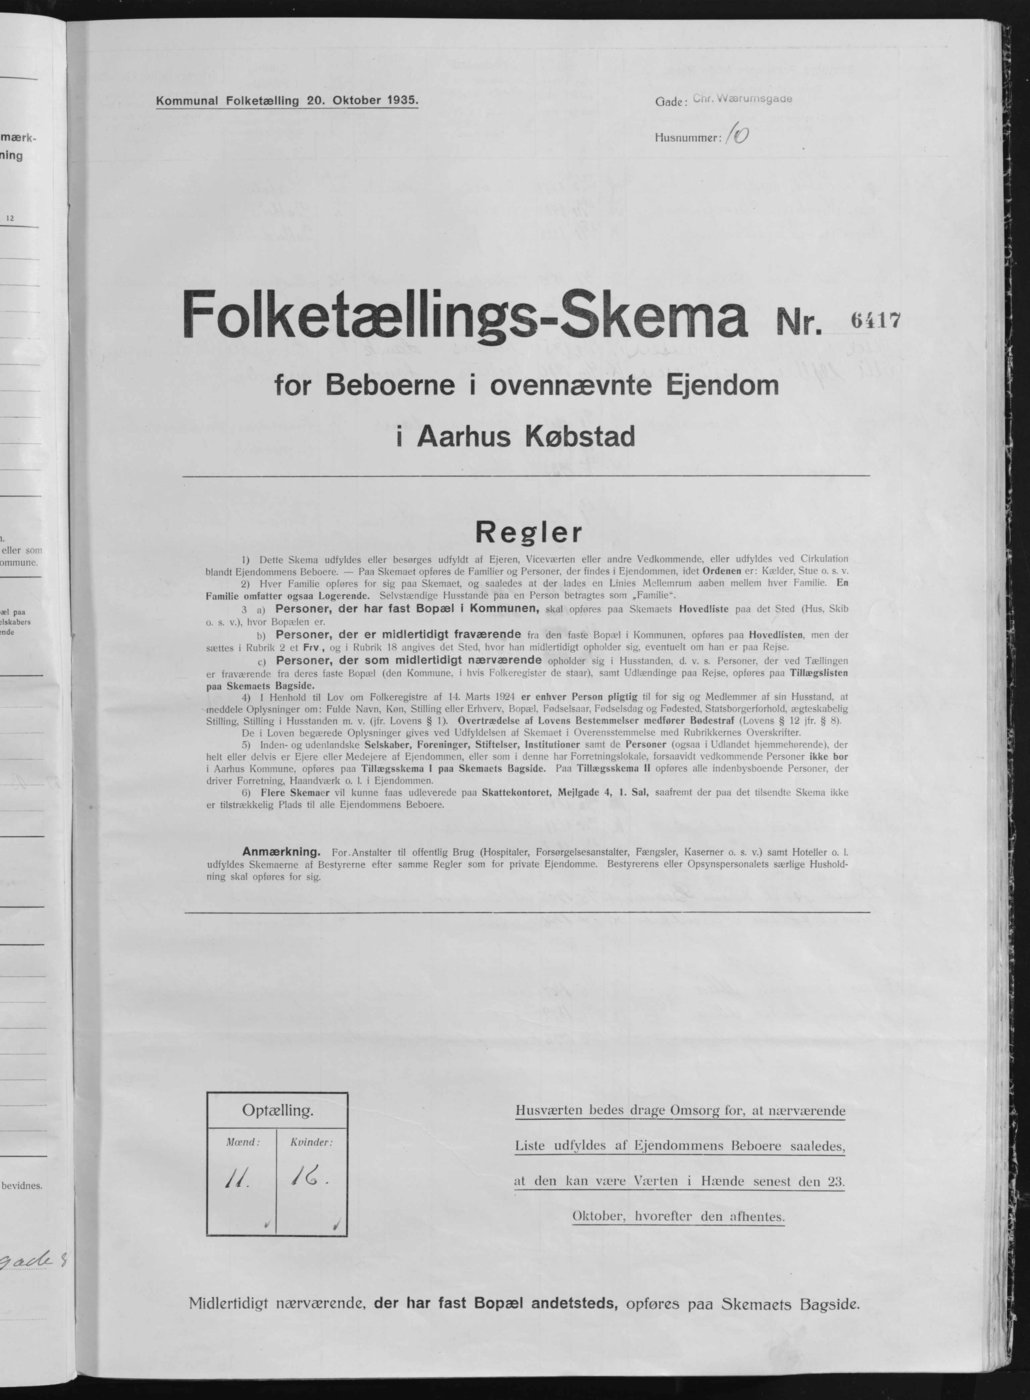 mærk-
ning
12
eller som
ommune.
æl paa
elskabers
ende
bevidnes.
gade
Kommunal Folketælling 20. Oktober 1935.
Gade: Chr. Wærumsgade
Husnummer: 10
Folketællings-Skema Nr. 6417
for Beboerne i ovennævnte Ejendom
i Aarhus Købstad
Regler
1) Dette Skema udfyldes eller besørges udfyldt af Ejeren, Viceværten eller andre Vedkommende, eller udfyldes ved Cirkulation
blandt Ejendommens Beboere. — Paa Skemaet opføres de Familier og Personer, der findes i Ejendommen, idet Ordenen er: Kælder, Stue o. s. v.
2) Hver Familie opføres for sig paa Skemaet, og saaledes at der lades en Linies Mellemrum aaben mellem hver Familie. En
Familie omfatter ogsaa Logerende. Selvstændige Husstande paa en Person betragtes som „Familie“.
3 a) Personer, der har fast Bopæl i Kommunen, skal opføres paa Skemaets Hovedliste paa det Sted (Hus, Skib
o. s. v.), hvor Bopælen er.
b) Personer, der er midlertidigt fraværende fra den faste Bopæl i Kommunen, opføres paa Hovedlisten, men der
sættes i Rubrik 2 et Frv, og i Rubrik 18 angives det Sted, hvor han midlertidigt opholder sig, eventuelt om han er paa Rejse.
c) Personer, der som midlertidigt nærværende opholder sig i Husstanden, d. v. s. Personer, der ved Tællingen
er fraværende fra deres faste Bopæl (den Kommune, i hvis Folkeregister de staar), samt Udlændinge paa Rejse, opføres paa Tillægslisten
paa Skemaets Bagside.
4) I Henhold til Lov om Folkeregistre af 14. Marts 1924 er enhver Person pligtig til for sig og Medlemmer af sin Husstand, at
meddele Oplysninger om: Fulde Navn, Køn, Stilling eller Erhverv, Bopæl, Fødselsaar, Fødselsdag og Fødested, Statsborgerforhold, ægteskabelig
Stilling, Stilling i Husstanden m. v. (jfr. Lovens § 1). Overtrædelse af Lovens Bestemmelser medfører Bødestraf (Lovens § 12 jfr. § 8).
De i Loven begærede Oplysninger gives ved Udfyldelsen af Skemaet i Overensstemmelse med Rubrikkernes Overskrifter.
5) Inden- og udenlandske Selskaber, Foreninger, Stiftelser, Institutioner samt de Personer (ogsaa i Udlandet hjemmehørende), der
helt eller delvis er Ejere eller Medejere af Ejendommen, eller som i denne har Forretningslokale, forsaavidt vedkommende Personer ikke bor
i Aarhus Kommune, opføres paa Tillægsskema I paa Skemaets Bagside. Paa Tillægsskema II opføres alle indenbysboende Personer, der
driver Forretning, Haandværk o. l. i Ejendommen.
6) Flere Skemaer vil kunne faas udleverede paa Skattekontoret, Mejlgade 4, 1. Sal, saafremt der paa det tilsendte Skema ikke
er tilstrækkelig Plads til alle Ejendommens Beboere.
Anmærkning. For Anstalter til offentlig Brug (Hospitaler, Forsørgelsesanstalter, Fængsler, Kaserner o. s. v.) samt Hoteller o. l.
udfyldes Skemaerne af Bestyrerne efter samme Regler som for private Ejendomme. Bestyrerens eller Opsynspersonalets særlige Hushold-
ning skal opføres for sig.
Optælling.
Mænd: Kvinder:
11. 16.
Husværten bedes drage Omsorg for, at nærværende
Liste udfyldes af Ejendommens Beboere saaledes,
at den kan være Værten i Hænde senest den 23.
Oktober, hvorefter den afhentes.
Midlertidigt nærværende, der har fast Bopæl andetsteds, opføres paa Skemaets Bagside.